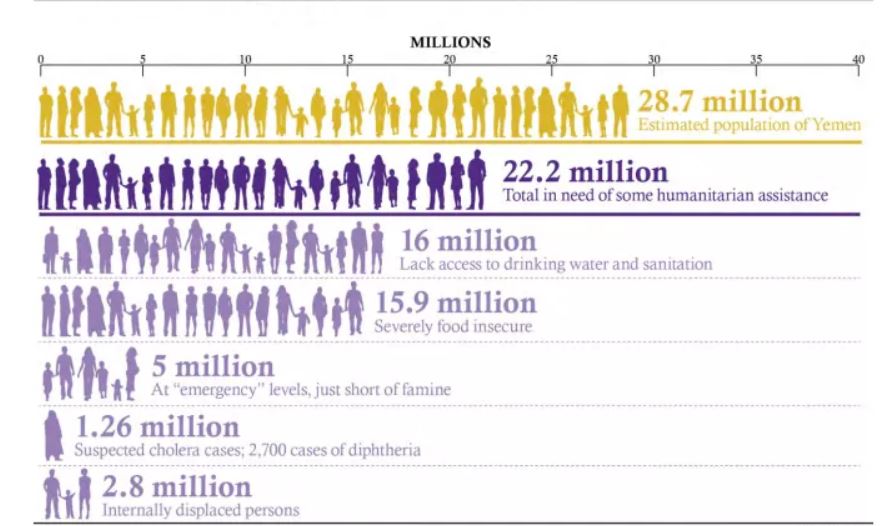 MILLIONS
0 5 10 15 20 25 30 35 40
28.7 million
Estimated population of Yemen
22.2 million
Total in need of some humanitarian assistance
16 million
Lack access to drinking water and sanitation
15.9 million
Severely food insecure
5 million
At “emergency” levels, just short of famine
1.26 million
Suspected cholera cases; 2,700 cases of diphtheria
2.8 million
Internally displaced persons